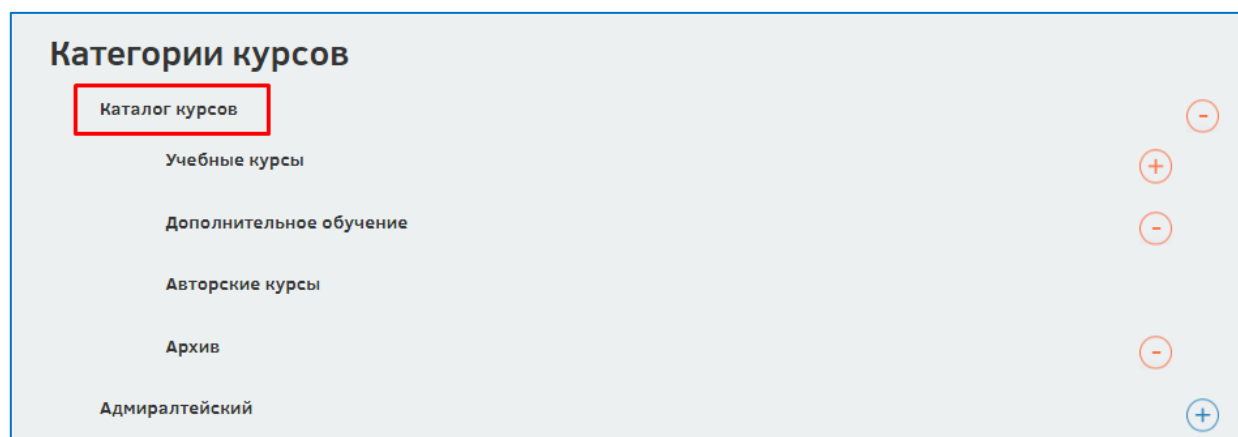 Категории курсов
Каталог курсов
Учебные курсы
Дополнительное обучение
Авторские курсы
Архив
Адмиралтейский